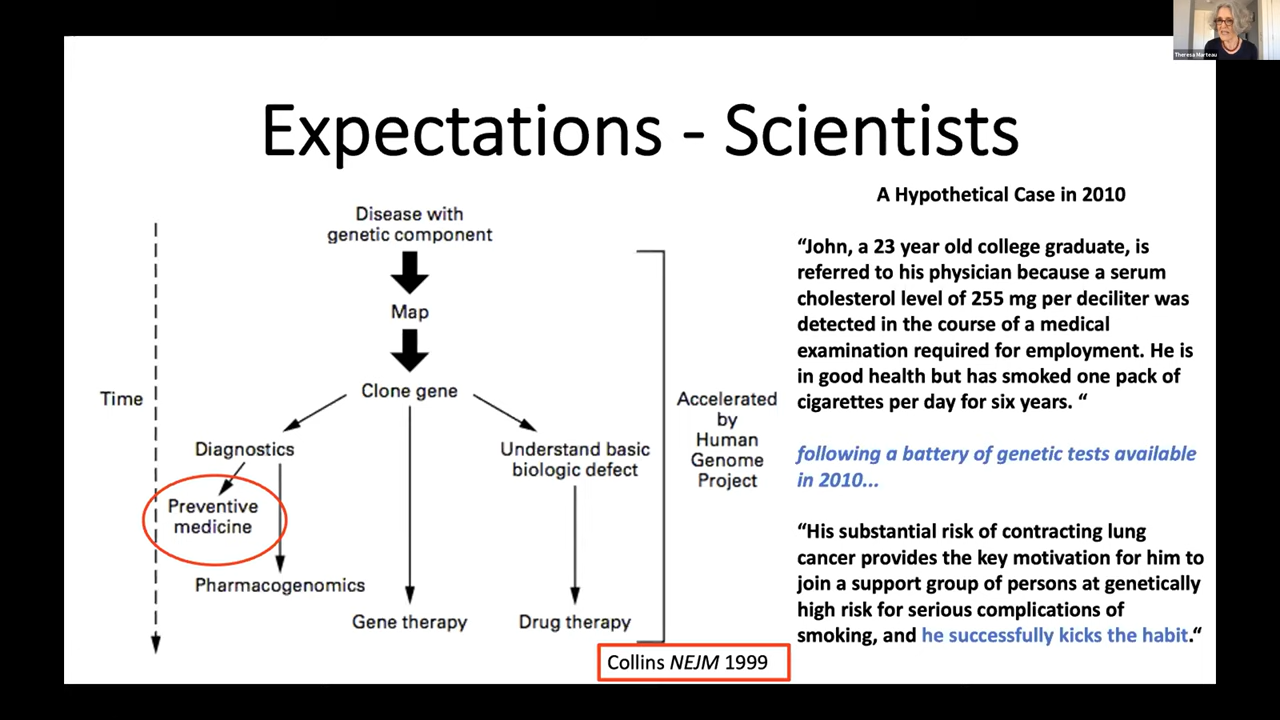 Theresa Marteau
Expectations - Scientists
Disease with
genetic component
Map
Clone gene
Time
Diagnostics
Understand basic
biologic defect
Preventive
medicine
Pharmacogenomics
Gene therapy
Drug therapy
Accelerated
by
Human
Genome
Project
Collins NEJM 1999
A Hypothetical Case in 2010
“John, a 23 year old college graduate, is
referred to his physician because a serum
cholesterol level of 255 mg per deciliter was
detected in the course of a medical
examination required for employment. He is
in good health but has smoked one pack of
cigarettes per day for six years. “
following a battery of genetic tests available
in 2010...
“His substantial risk of contracting lung
cancer provides the key motivation for him to
join a support group of persons at genetically
high risk for serious complications of
smoking, and he successfully kicks the habit.“